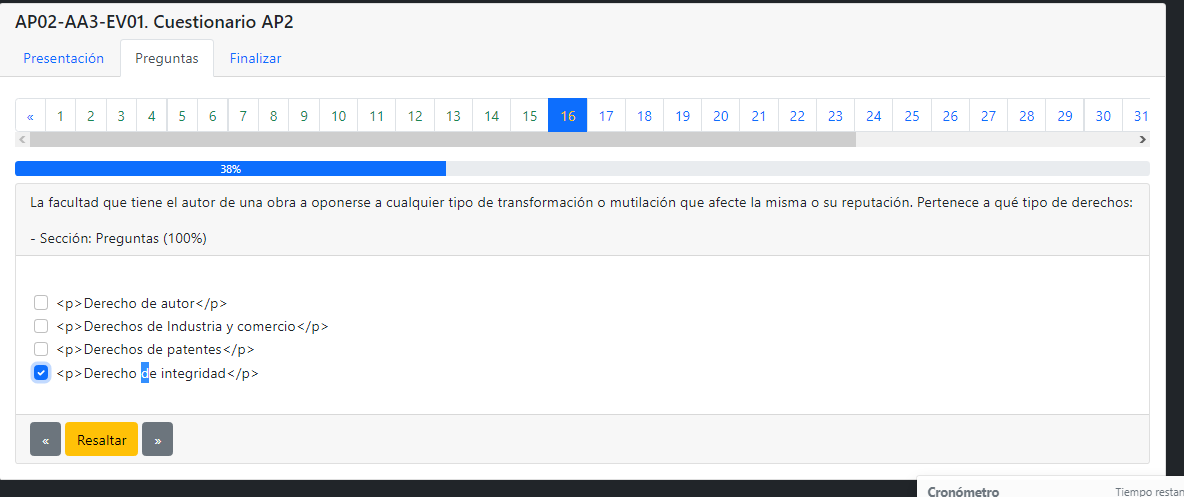 AP02-AA3-EV01. Cuestionario AP2
Presentación Preguntas Finalizar
« 1 2 3 4 5 6 7 8 9 10 11 12 13 14 15 16 17 18 19 20 21 22 23 24 25 26 27 28 29 30 31
38%
La facultad que tiene el autor de una obra a oponerse a cualquier tipo de transformación o mutilación que afecte la misma o su reputación. Pertenece a qué tipo de derechos:
- Sección: Preguntas (100%)
<p>Derecho de autor</p>
<p>Derechos de Industria y comercio</p>
<p>Derechos de patentes</p>
<p>Derecho de integridad</p>
« Resaltar »
Cronómetro Tiempo restan